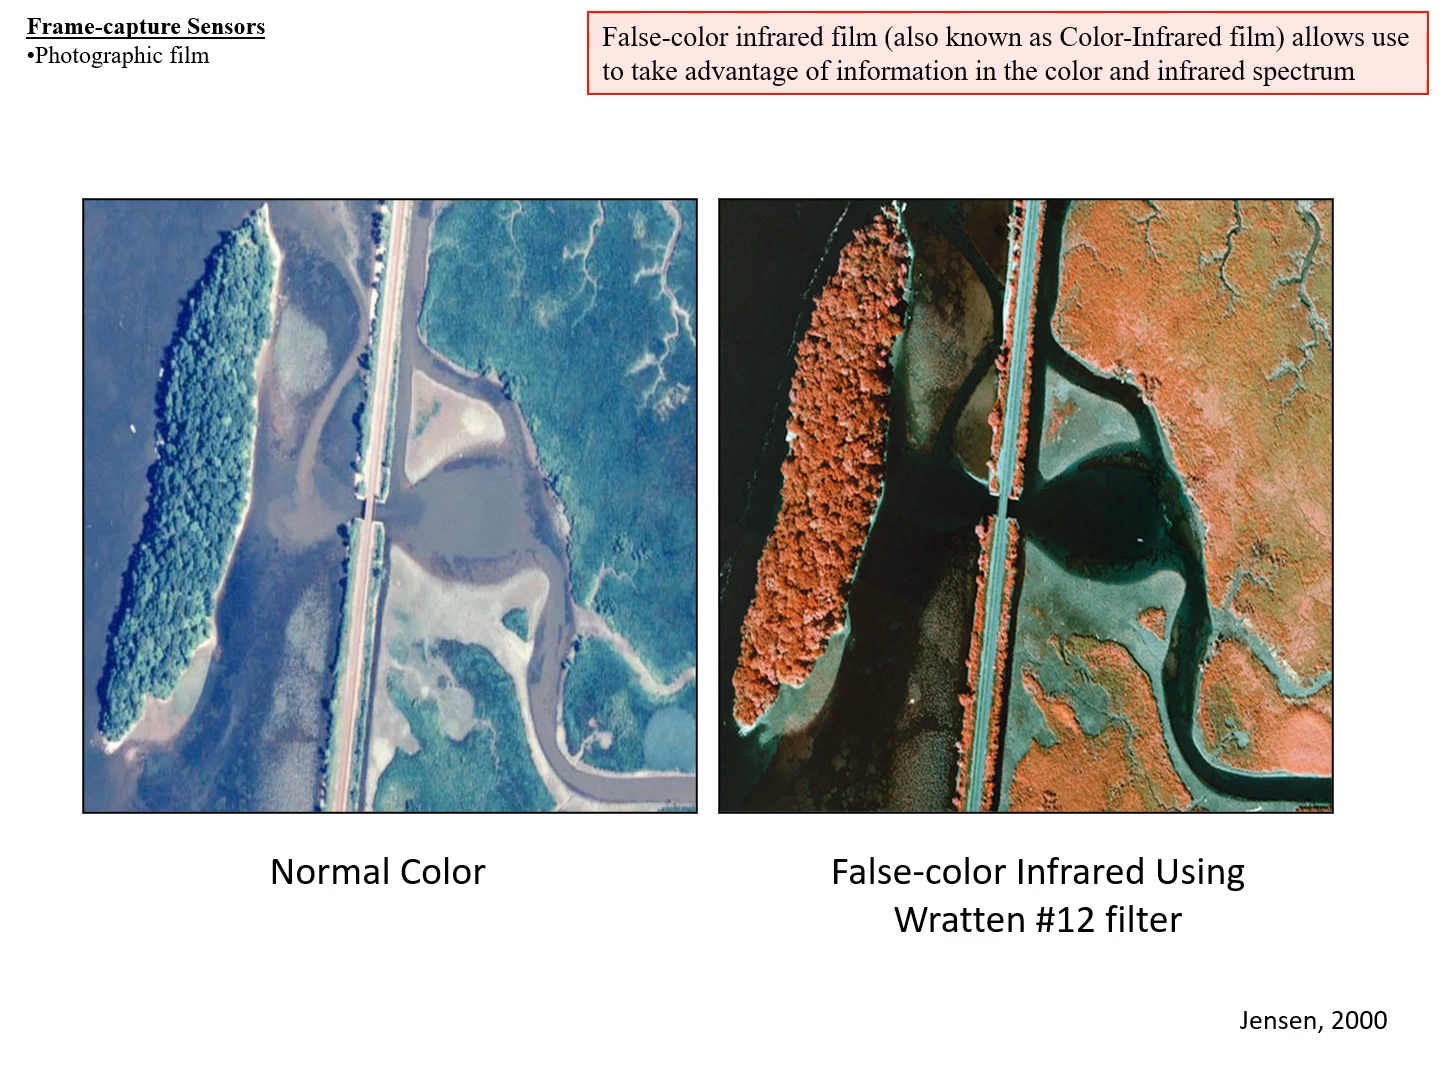 Frame-capture Sensors
•Photographic film
False-color infrared film (also known as Color-Infrared film) allows use
to take advantage of information in the color and infrared spectrum
Normal Color
False-color Infrared Using
Wratten #12 filter
Jensen, 2000